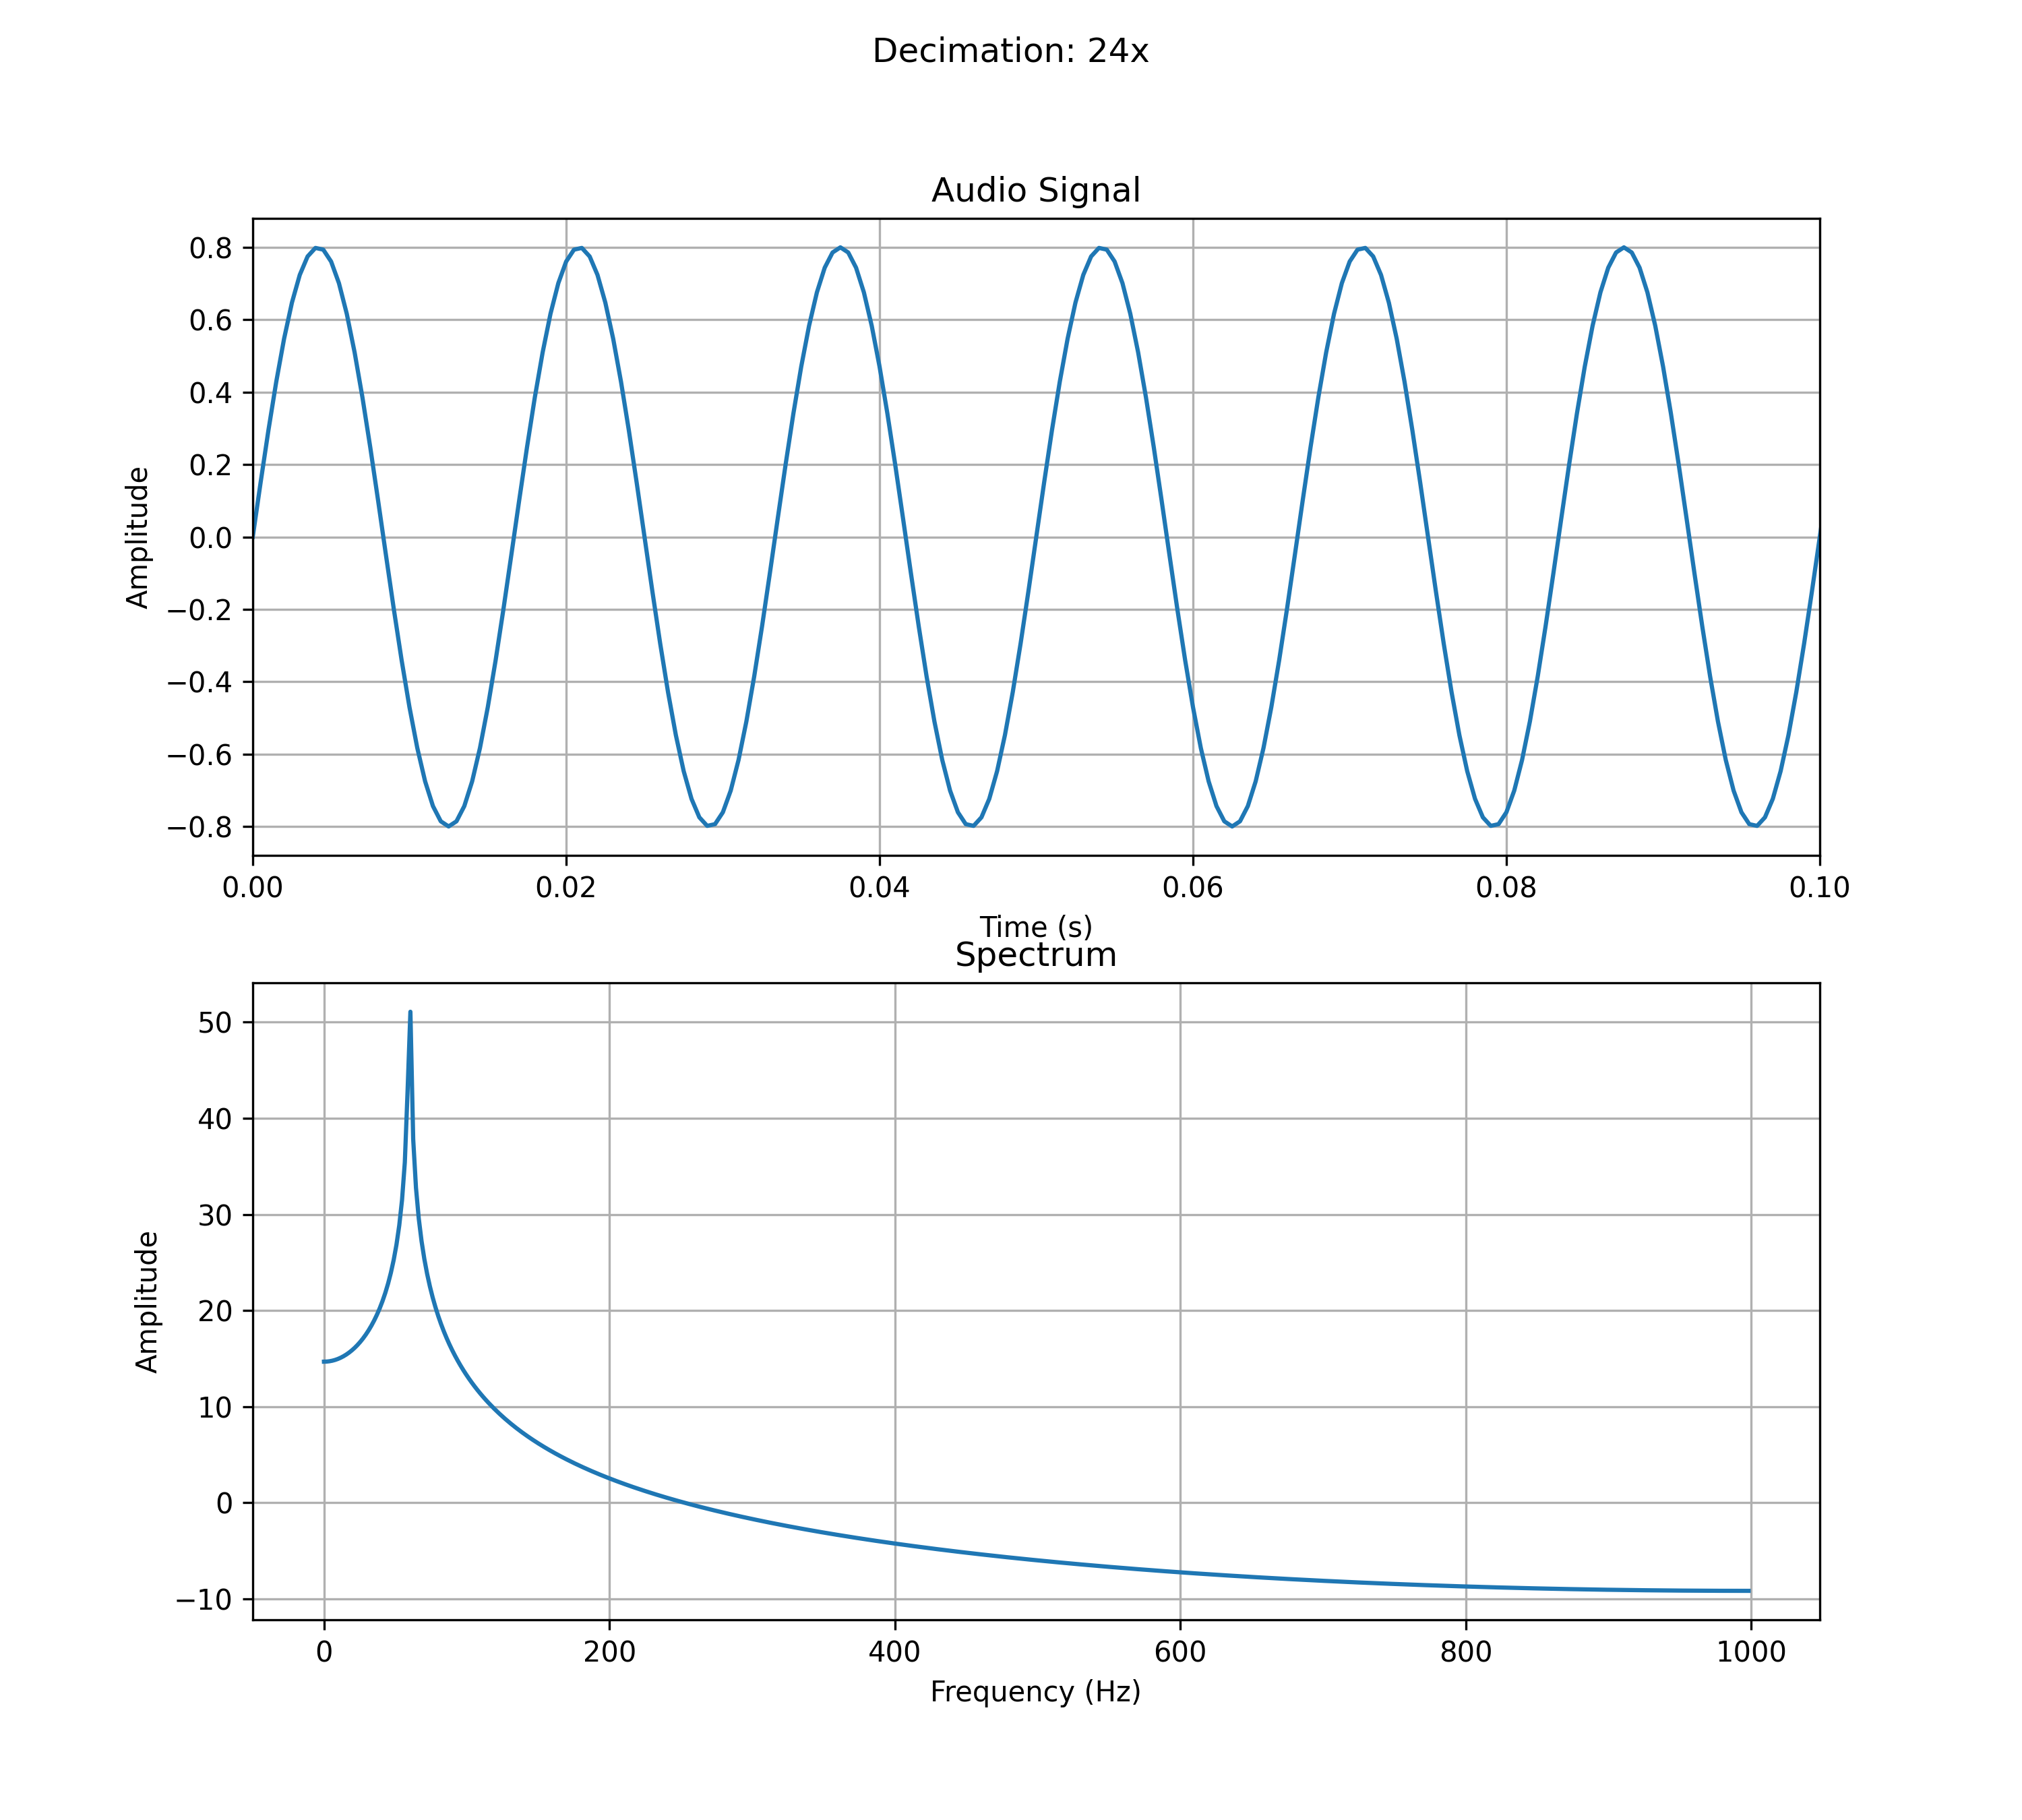 Decimation: 24x
Audio Signal
Amplitude
0.8
0.6
0.4
0.2
0.0
−0.2
−0.4
−0.6
−0.8
0.00 0.02 0.04 0.06 0.08 0.10
Time (s)
Spectrum
Amplitude
50
40
30
20
10
0
−10
0 200 400 600 800 1000
Frequency (Hz)